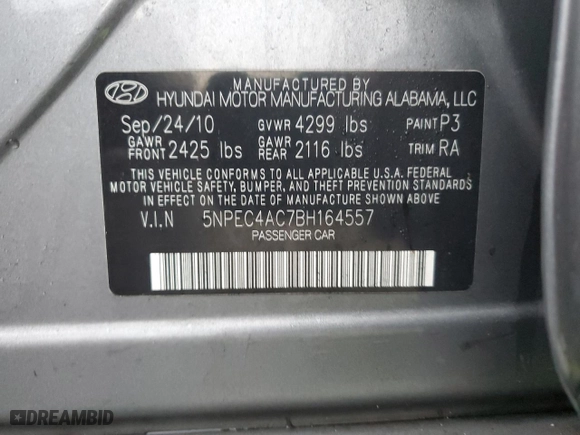 MANUFACTURED BY
HYUNDAI MOTOR MANUFACTURING ALABAMA, LLC
Sep/24/10 GVWR 4299 lbs PAINT P3
GAWR FRONT 2425 lbs GAWR REAR 2116 lbs TRIM RA
THIS VEHICLE CONFORMS TO ALL APPLICABLE U.S.A. FEDERAL
MOTOR VEHICLE SAFETY, BUMPER, AND THEFT PREVENTION STANDARDS
IN EFFECT ON THE DATE OF MANUFACTURE SHOWN ABOVE.
V.I.N 5NPEC4AC7BH164557
PASSENGER CAR
DREAMBID